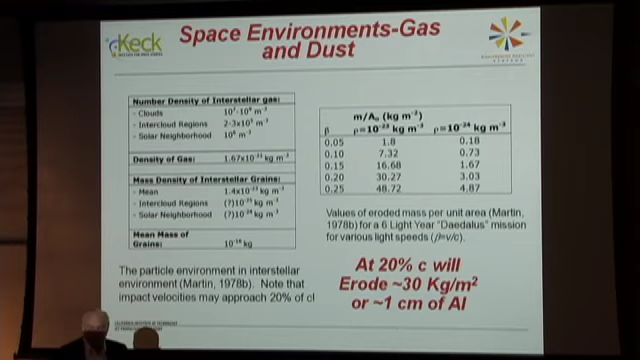 Keck
Space Environments-Gas
and Dust
Number Density of Interstellar gas:
- Clouds 10⁷-10⁹ m⁻³
- Intercloud Regions 2-3x10⁵ m⁻³
- Solar Neighborhood 10⁶ m⁻³
Density of Gas: 1.67x10⁻²¹ kg m⁻³
Mass Density of Interstellar Grains:
- Mean 1.4x10⁻²³ kg m⁻³
- Intercloud Regions (?)10⁻²⁵ kg m⁻³
- Solar Neighborhood (?)10⁻²⁴ kg m⁻³
Mean Mass of
Grains: 10⁻¹⁶ kg
The particle environment in interstellar
environment (Martin, 1978b). Note that
impact velocities may approach 20% of c!
m/Aₒ (kg m⁻²)
β ρ=10⁻²³ kg m⁻³ ρ=10⁻²⁴ kg m⁻³
0.05 1.8 0.18
0.10 7.32 0.73
0.15 16.68 1.67
0.20 30.27 3.03
0.25 48.72 4.87
Values of eroded mass per unit area (Martin,
1978b) for a 6 Light Year "Daedalus" mission
for various light speeds (β=v/c).
At 20% c will
Erode ~30 Kg/m²
or ~1 cm of Al